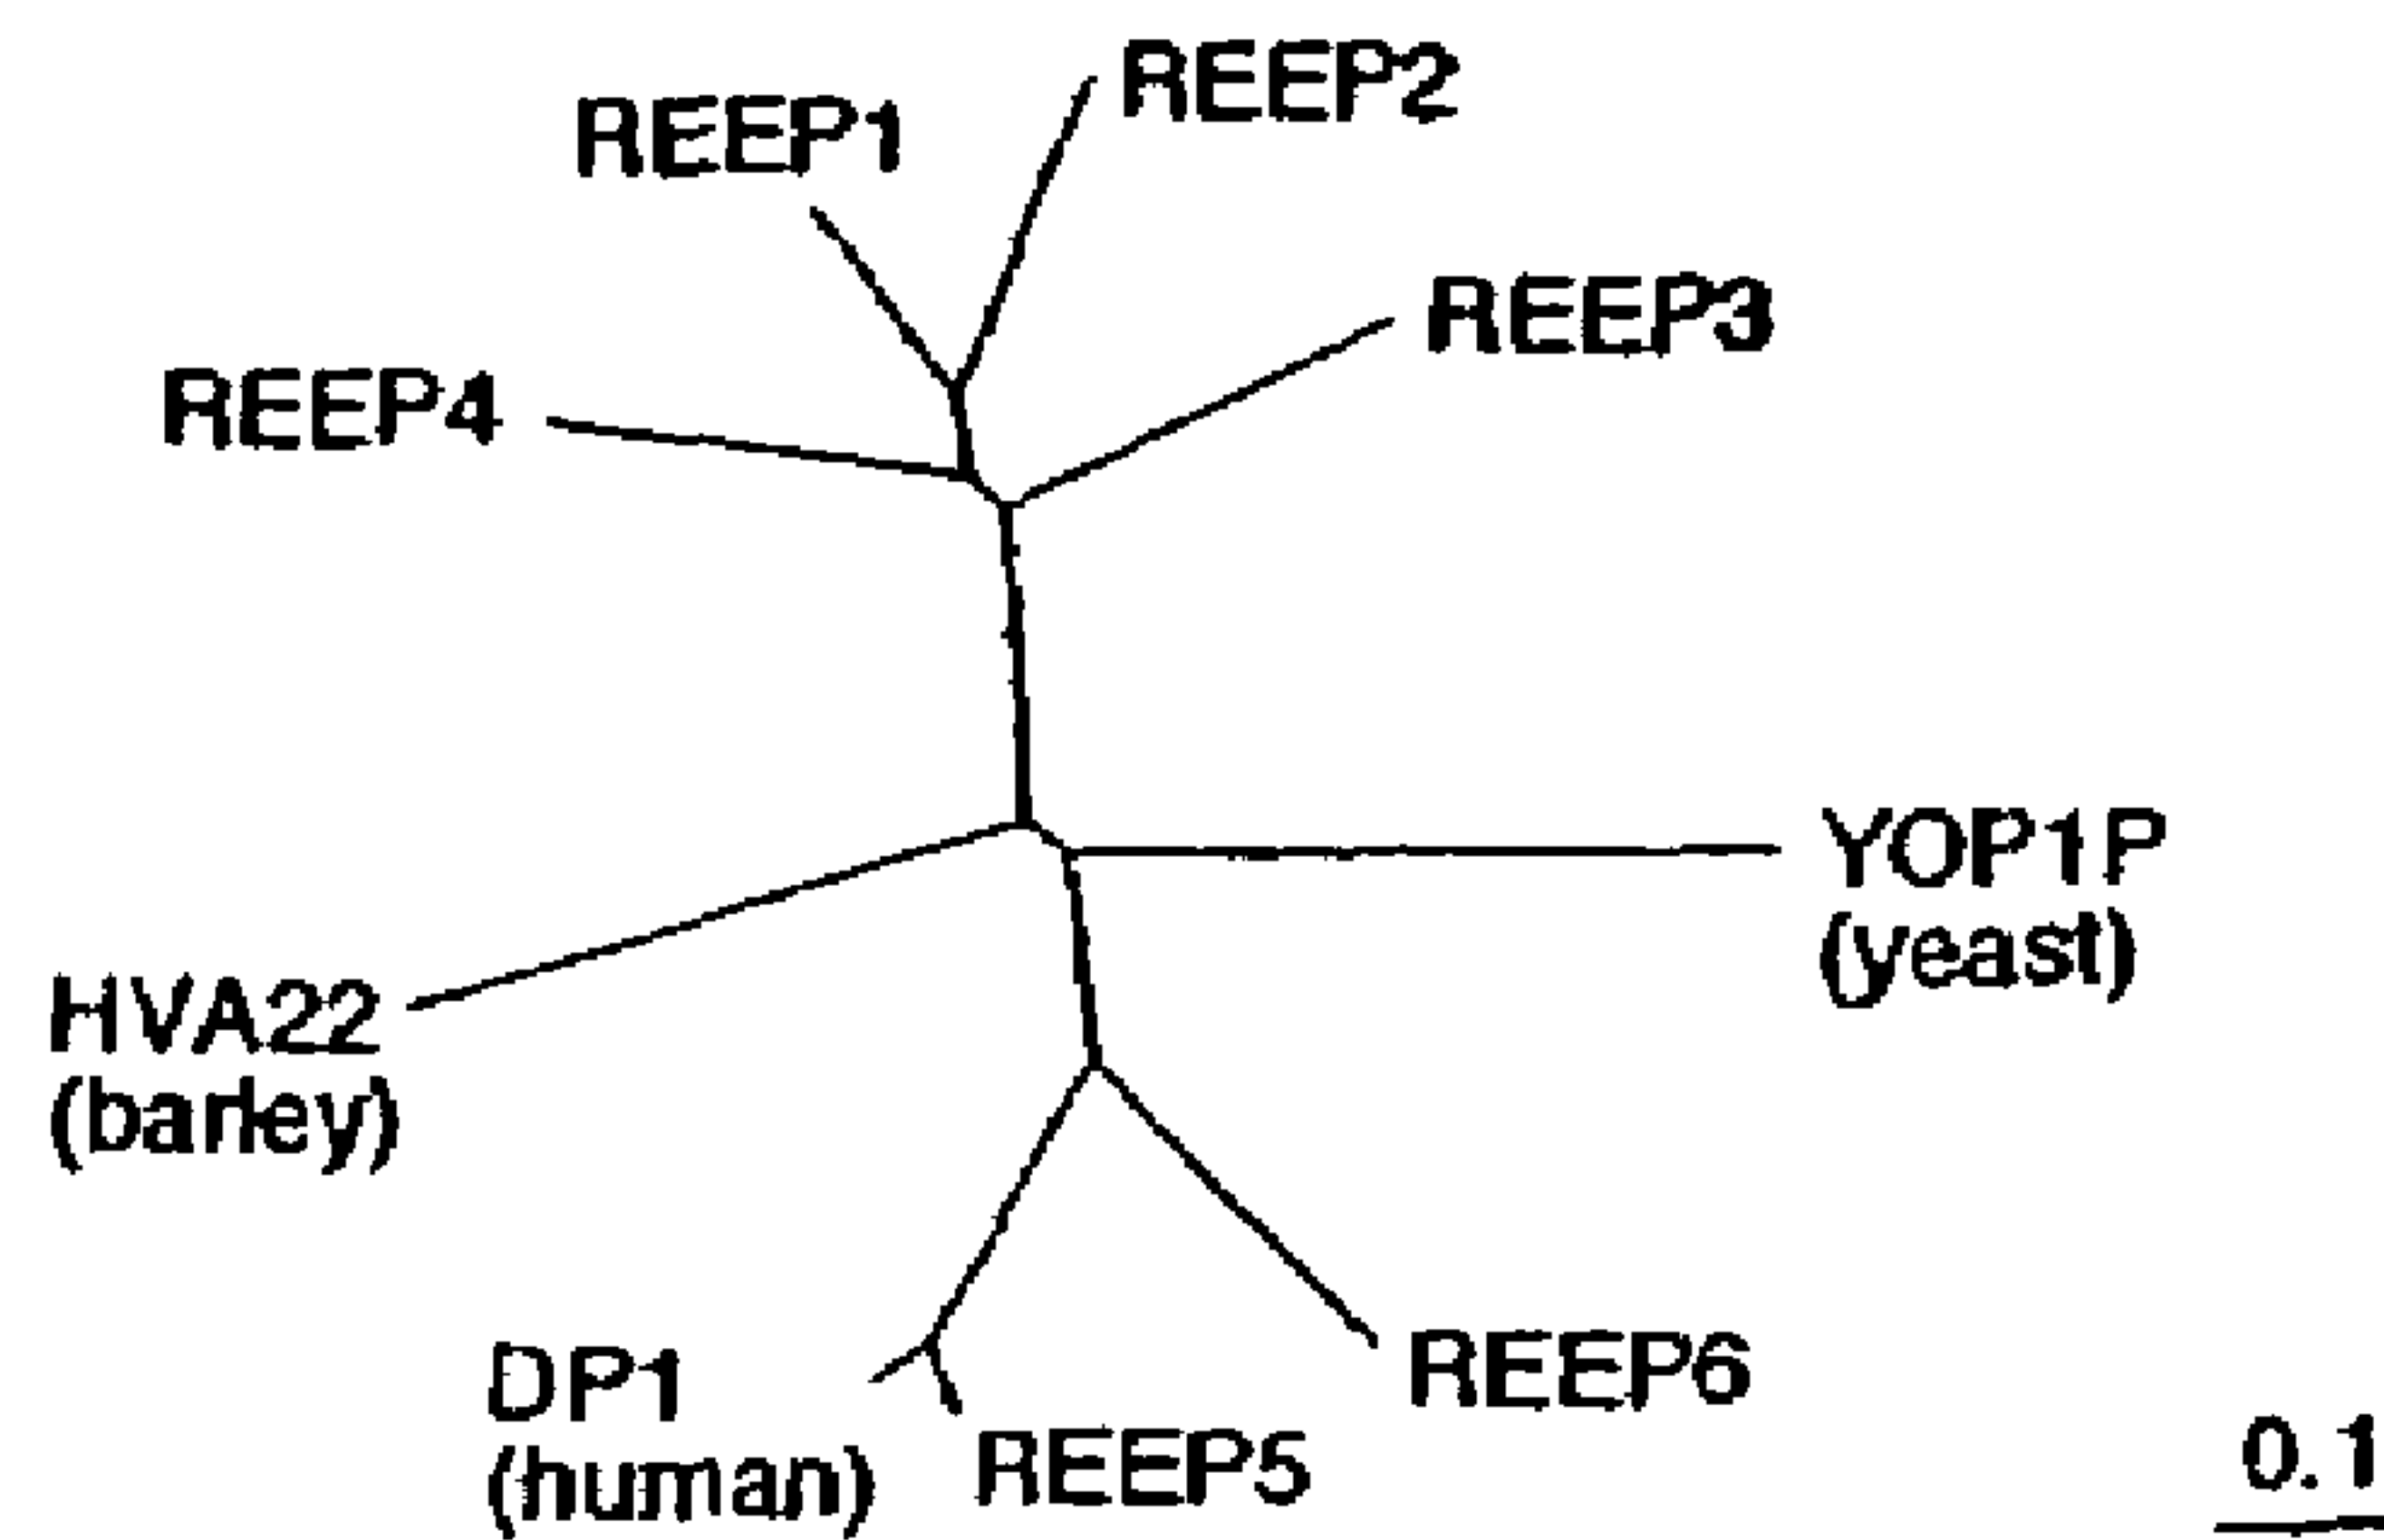 REEP2
REEP1
REEP3
REEP4
YOP1P
(yeast)
HVA22
(barley)
DP1
(human)
REEP5
REEP6
0.1